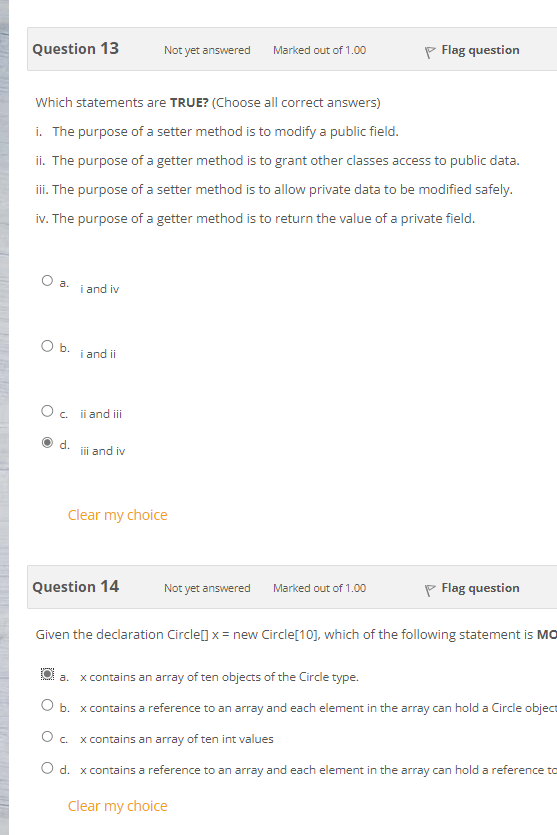 Question 13 Not yet answered Marked out of 1.00 Flag question
Which statements are TRUE? (Choose all correct answers)
i. The purpose of a setter method is to modify a public field.
ii. The purpose of a getter method is to grant other classes access to public data.
iii. The purpose of a setter method is to allow private data to be modified safely.
iv. The purpose of a getter method is to return the value of a private field.
a. i and iv
b. i and ii
c. ii and iii
d. iii and iv
Clear my choice
Question 14 Not yet answered Marked out of 1.00 Flag question
Given the declaration Circle[] x = new Circle[10], which of the following statement is MO
a. x contains an array of ten objects of the Circle type.
b. x contains a reference to an array and each element in the array can hold a Circle object
c. x contains an array of ten int values
d. x contains a reference to an array and each element in the array can hold a reference to
Clear my choice